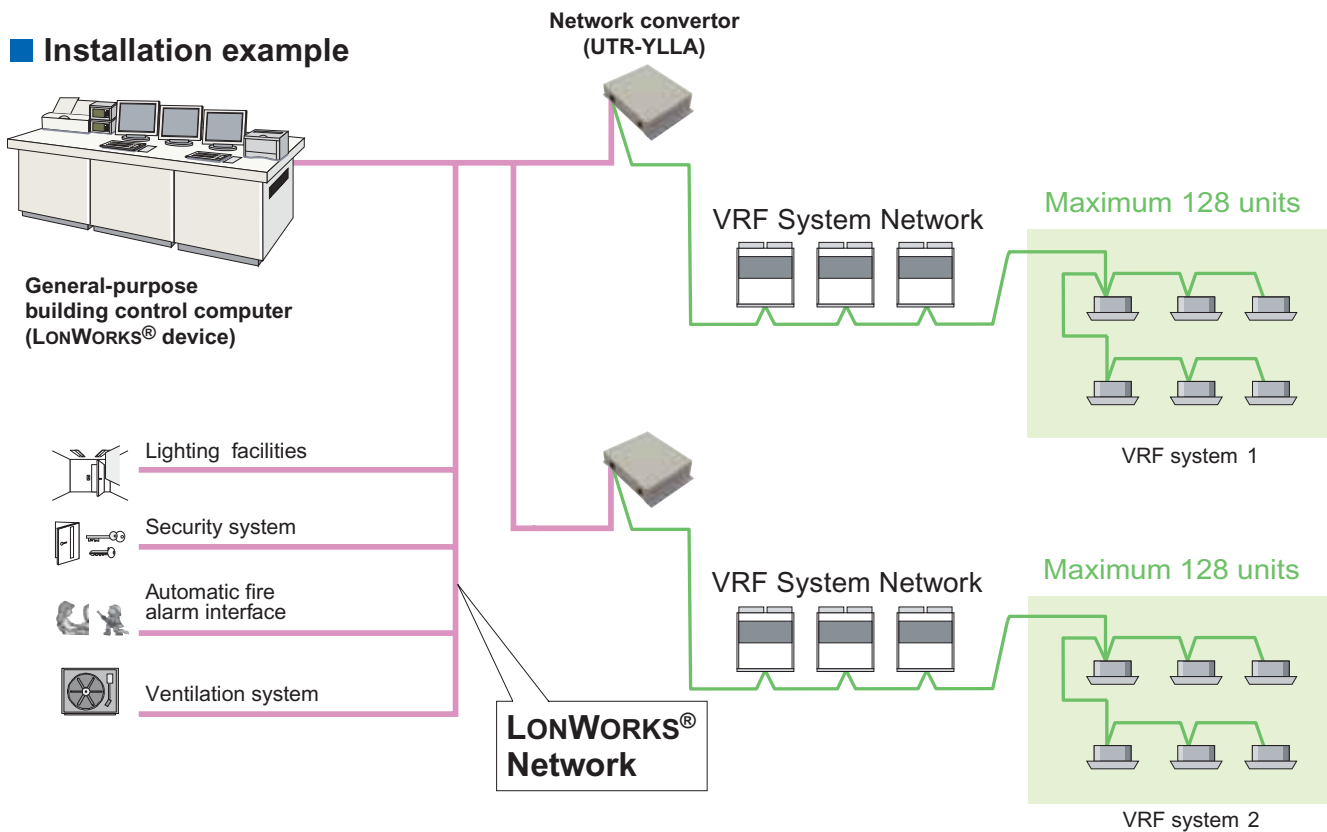 Installation example
Network convertor
(UTR-YLLA)
General-purpose
building control computer
(LONWORKS® device)
VRF System Network
Maximum 128 units
VRF system 1
Lighting facilities
Security system
Automatic fire
alarm interface
Ventilation system
LONWORKS®
Network
VRF System Network
Maximum 128 units
VRF system 2